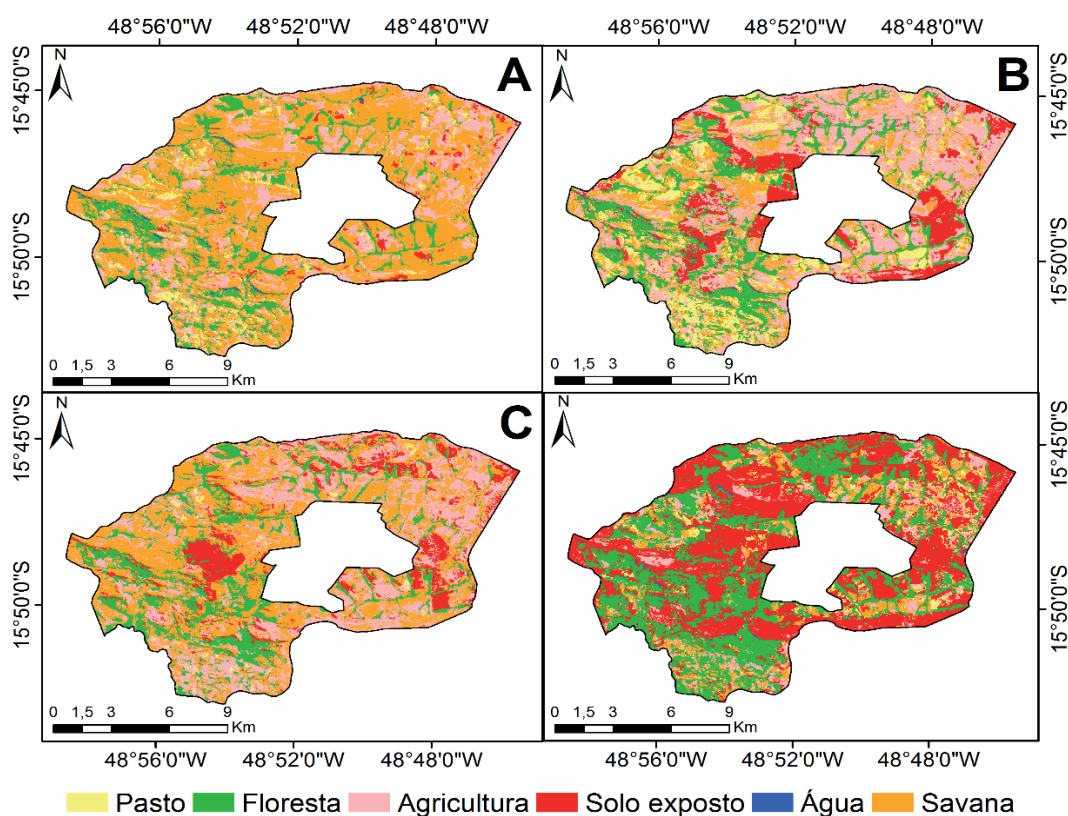 48°56'0"W 48°52'0"W 48°48'0"W 48°56'0"W 48°52'0"W 48°48'0"W
N A N B
15°45'0"S 15°45'0"S
15°50'0"S 15°50'0"S
0 1,5 3 6 9 0 1,5 3 6 9
Km Km
N C N
15°45'0"S 15°45'0"S
15°50'0"S 15°50'0"S
0 1,5 3 6 9 0 1,5 3 6 9
Km Km
48°56'0"W 48°52'0"W 48°48'0"W 48°56'0"W 48°52'0"W 48°48'0"W
Pasto Floresta Agricultura Solo exposto Água Savana